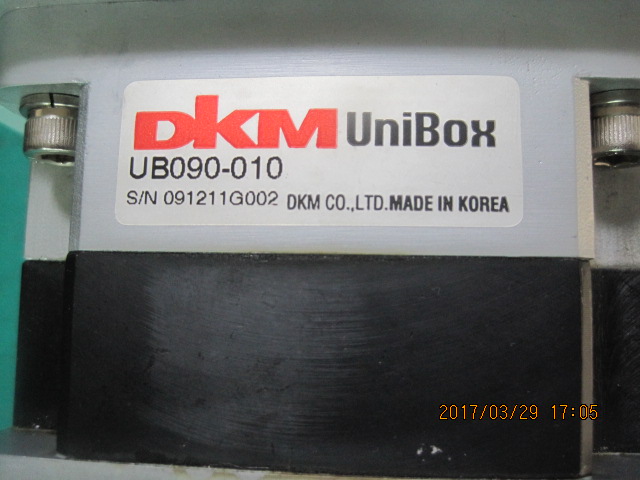 DKM UniBox
UB090-010
S/N 091211G002 DKM CO.,LTD.MADE IN KOREA
2017/03/29 17:05